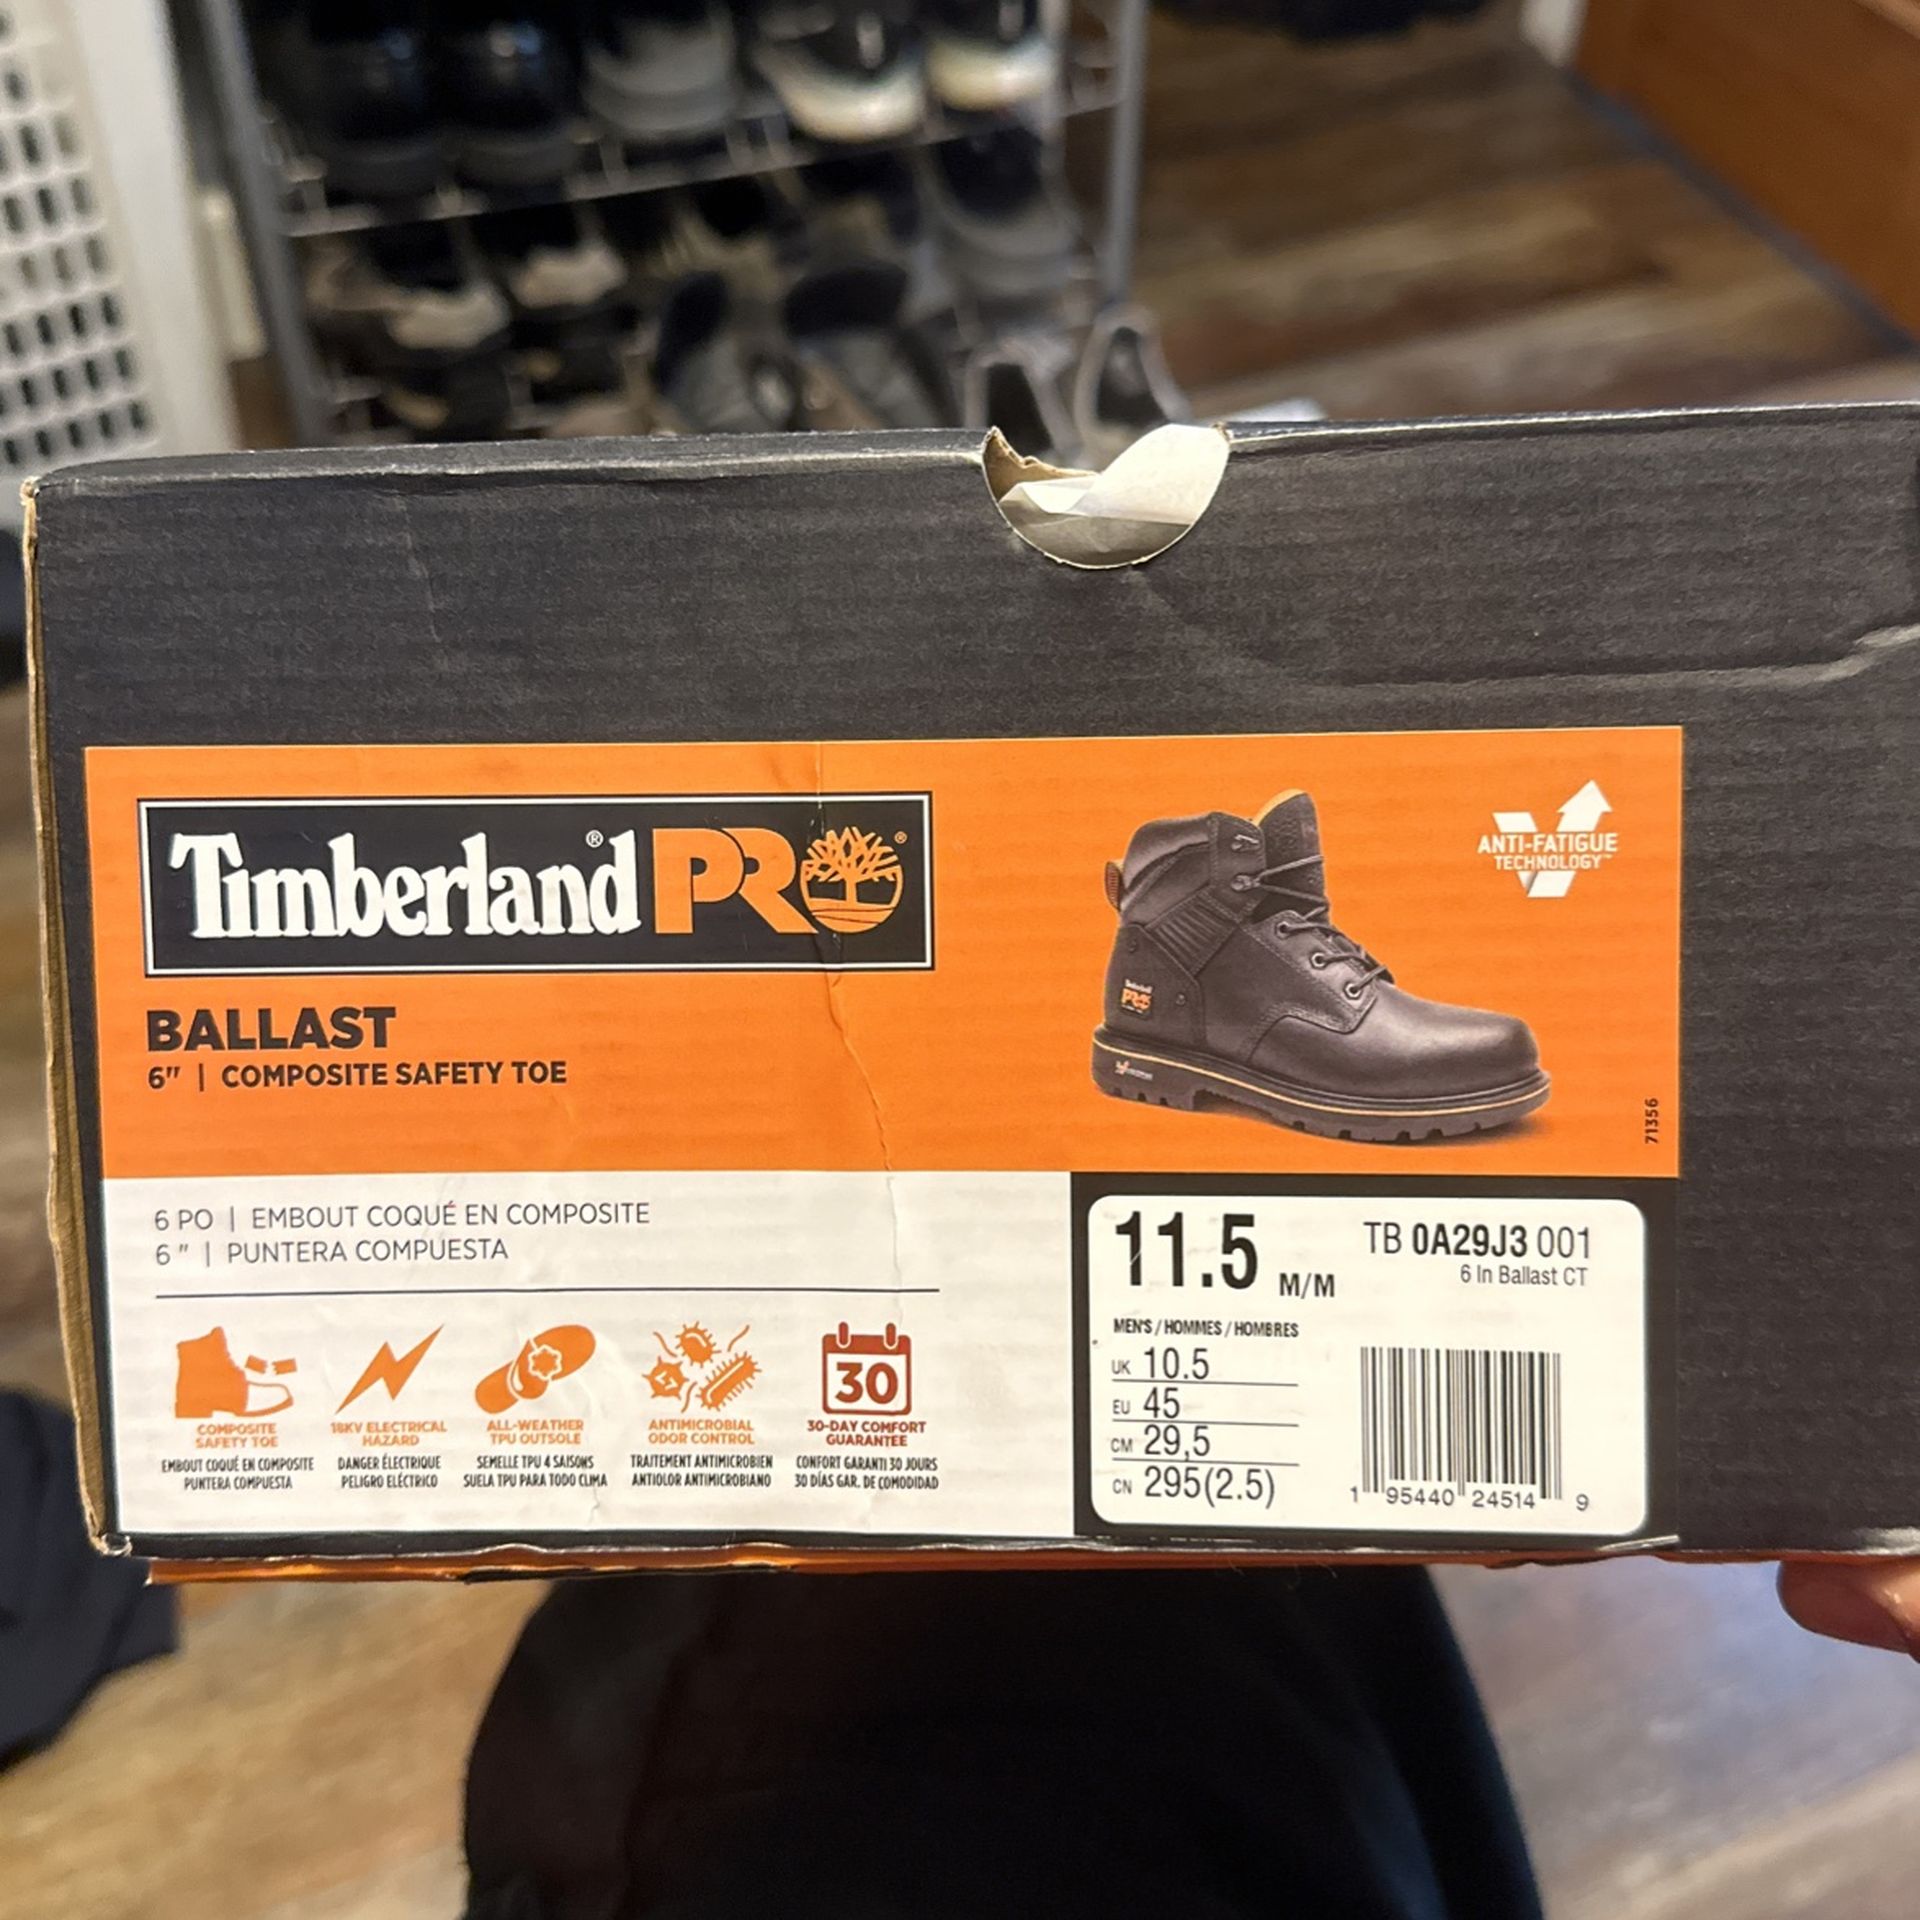 Timberland® PRO®
BALLAST
6" | COMPOSITE SAFETY TOE
ANTI-FATIGUE
TECHNOLOGY™
Timberland
PRO
71356
6 PO | EMBOUT COQUÉ EN COMPOSITE
6 " | PUNTERA COMPUESTA
COMPOSITE
SAFETY TOE
EMBOUT COQUÉ EN COMPOSITE
PUNTERA COMPUESTA
18KV ELECTRICAL
HAZARD
DANGER ÉLECTRIQUE
PELIGRO ELÉCTRICO
ALL-WEATHER
TPU OUTSOLE
SEMELLE TPU 4 SAISONS
SUELA TPU PARA TODO CLIMA
ANTIMICROBIAL
ODOR CONTROL
TRAITEMENT ANTIMICROBIEN
ANTIOLOR ANTIMICROBIANO
30
30-DAY COMFORT
GUARANTEE
CONFORT GARANTI 30 JOURS
30 DÍAS GAR. DE COMODIDAD
11.5 M/M
TB 0A29J3 001
6 In Ballast CT
MEN'S / HOMMES / HOMBRES
UK 10.5
EU 45
CM 29,5
CN 295(2.5)
1 95440 24514 9